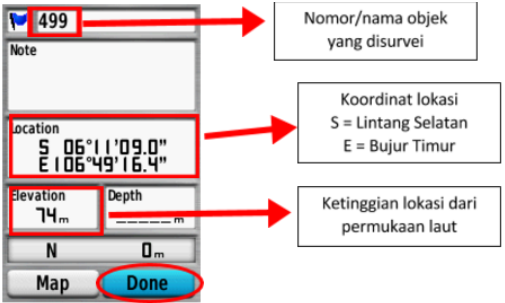 499
Nomor/nama objek
yang disurvei
Note
Location
S 06°11'09.0"
E 106°49'16.4"
Koordinat lokasi
S = Lintang Selatan
E = Bujur Timur
Elevation
74m
Depth
_____m
Ketinggian lokasi dari
permukaan laut
N
0m
Map
Done